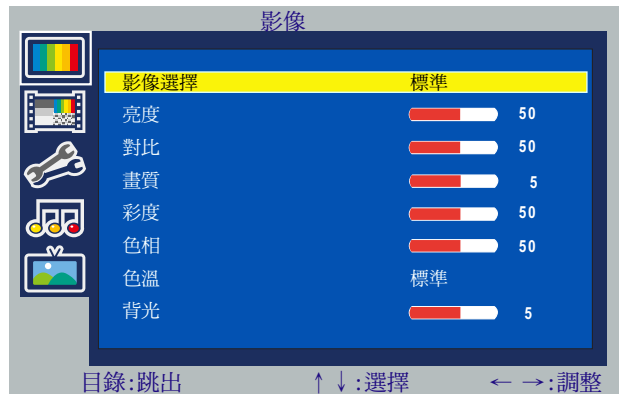 影像
影像選擇 標準
亮度 50
對比 50
畫質 5
彩度 50
色相 50
色溫 標準
背光 5
目錄:跳出 ↑↓:選擇 ←→:調整